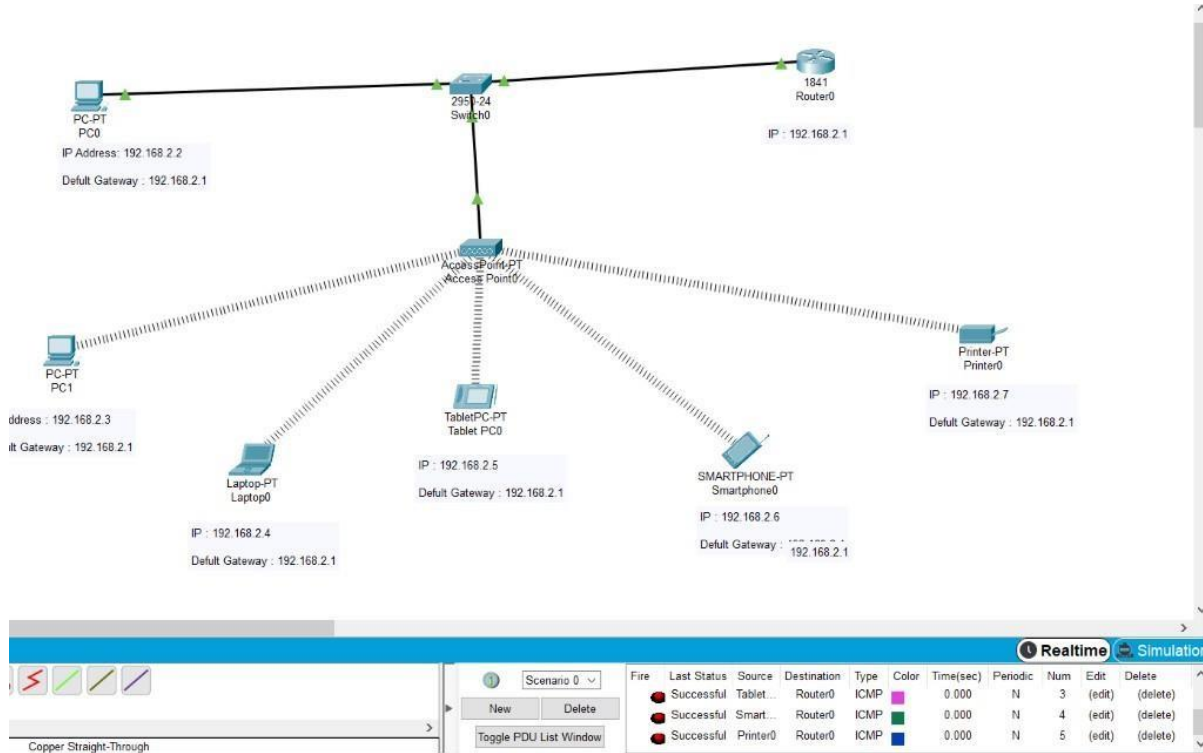 1841
Router0
IP : 192.168.2.1
2950-24
Switch0
PC-PT
PC0
IP Address: 192.168.2.2
Defult Gateway : 192.168.2.1
AccessPoint-PT
Access Point0
PC-PT
PC1
ddress : 192.168.2.3
ult Gateway : 192.168.2.1
Laptop-PT
Laptop0
IP : 192.168.2.4
Defult Gateway : 192.168.2.1
TabletPC-PT
Tablet PC0
IP : 192.168.2.5
Defult Gateway : 192.168.2.1
SMARTPHONE-PT
Smartphone0
IP : 192.168.2.6
Defult Gateway :
192.168.2.1
Printer-PT
Printer0
IP : 192.168.2.7
Defult Gateway : 192.168.2.1
Realtime Simulation
Scenario 0
New Delete
Toggle PDU List Window
Fire Last Status Source Destination Type Color Time(sec) Periodic Num Edit Delete
Successful Tablet... Router0 ICMP 0.000 N 3 (edit) (delete)
Successful Smart... Router0 ICMP 0.000 N 4 (edit) (delete)
Successful Printer0 Router0 ICMP 0.000 N 5 (edit) (delete)
Copper Straight-Through